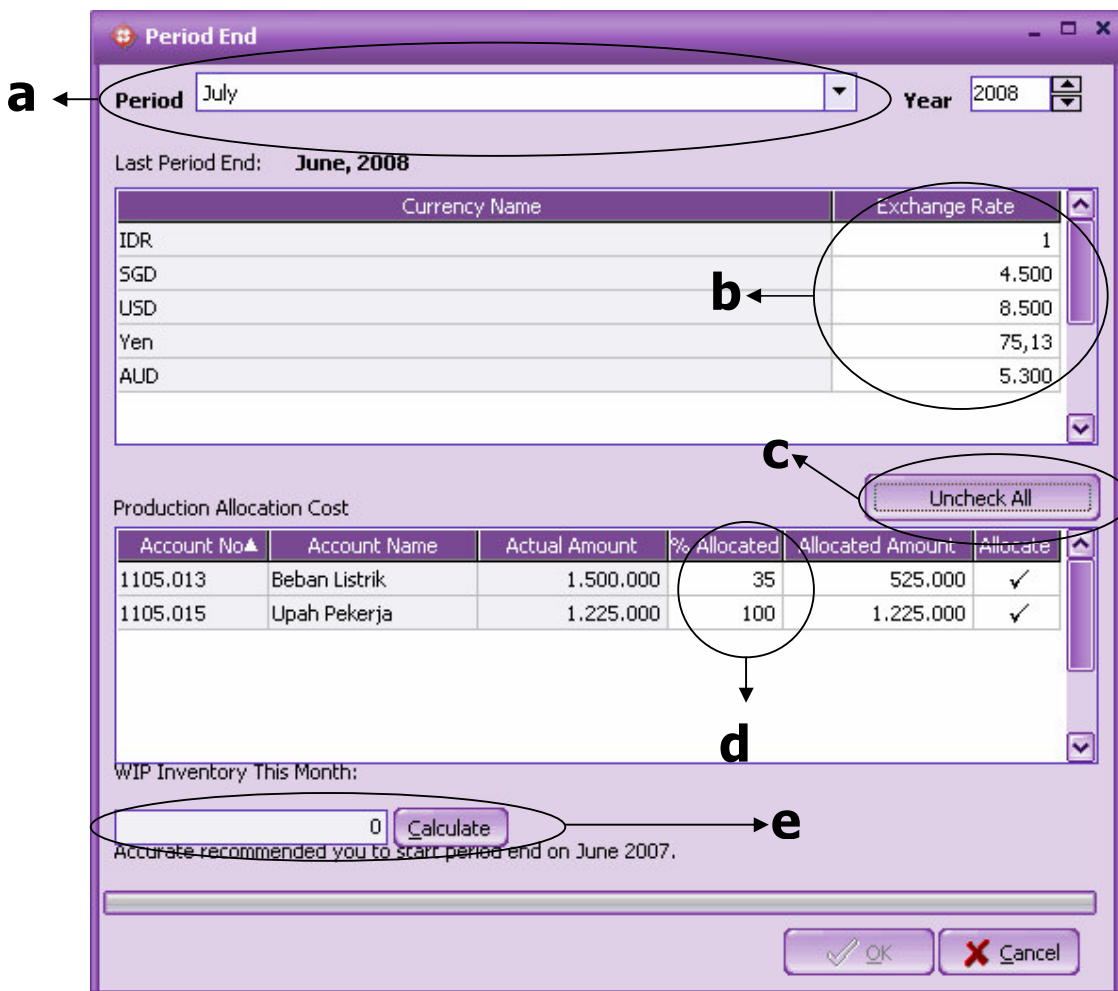 Period End
a
Period July
Year 2008
Last Period End: June, 2008
Currency Name Exchange Rate
IDR 1
SGD 4.500
b
USD 8.500
Yen 75,13
AUD 5.300
c
Uncheck All
Production Allocation Cost
Account No Account Name Actual Amount % Allocated Allocated Amount Allocate
1105.013 Beban Listrik 1.500.000 35 525.000 ✓
1105.015 Upah Pekerja 1.225.000 100 1.225.000 ✓
d
WIP Inventory This Month:
0 Calculate
e
Accurate recommended you to start period end on June 2007.
OK Cancel